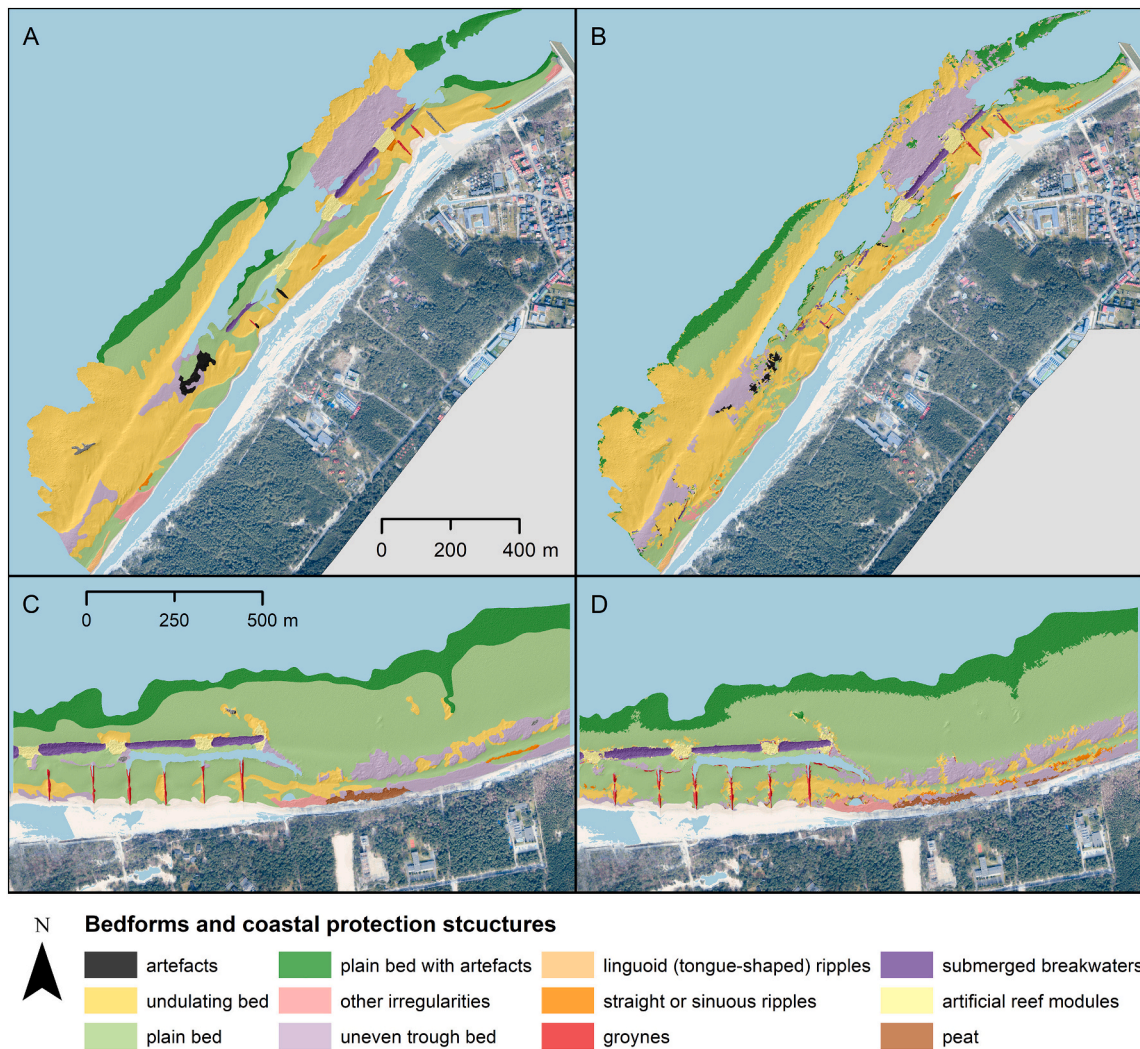 A
B
0 200 400 m
C
0 250 500 m
D
N
Bedforms and coastal protection stcuctures
artefacts
plain bed with artefacts
linguoid (tongue-shaped) ripples
submerged breakwaters
undulating bed
other irregularities
straight or sinuous ripples
artificial reef modules
plain bed
uneven trough bed
groynes
peat